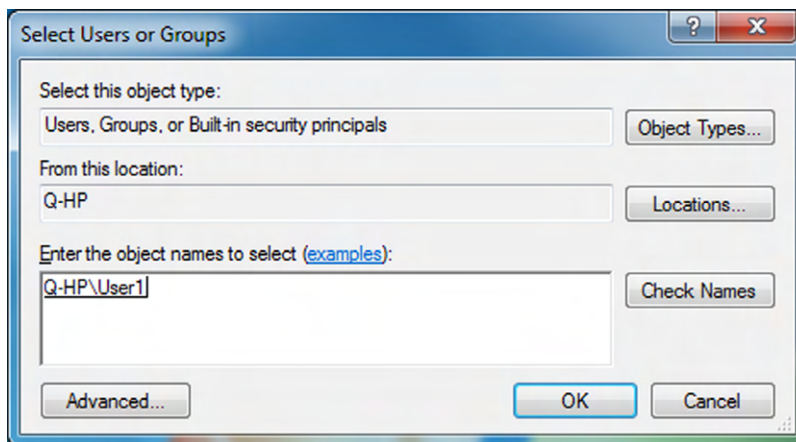 Select Users or Groups
Select this object type:
Users, Groups, or Built-in security principals
Object Types...
From this location:
Q-HP
Locations...
Enter the object names to select (examples):
Q-HP\User1
Check Names
Advanced...
OK
Cancel